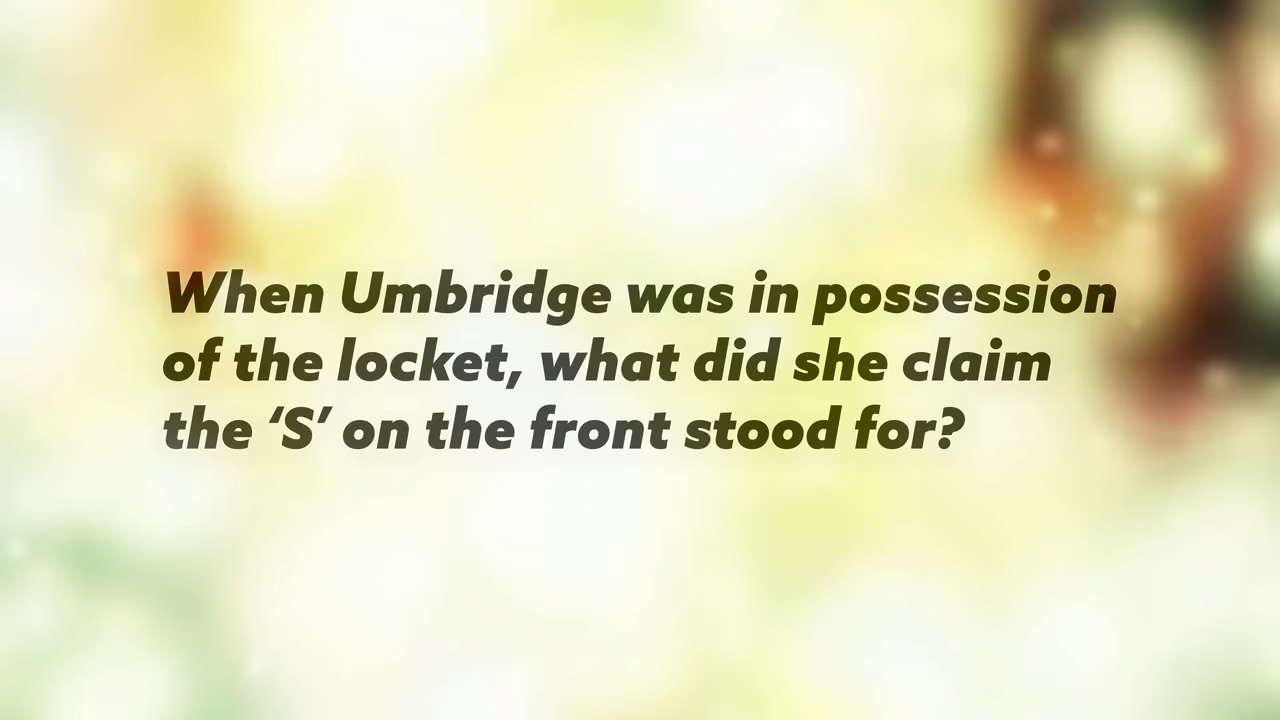 When Umbridge was in possession
of the locket, what did she claim
the ‘S’ on the front stood for?